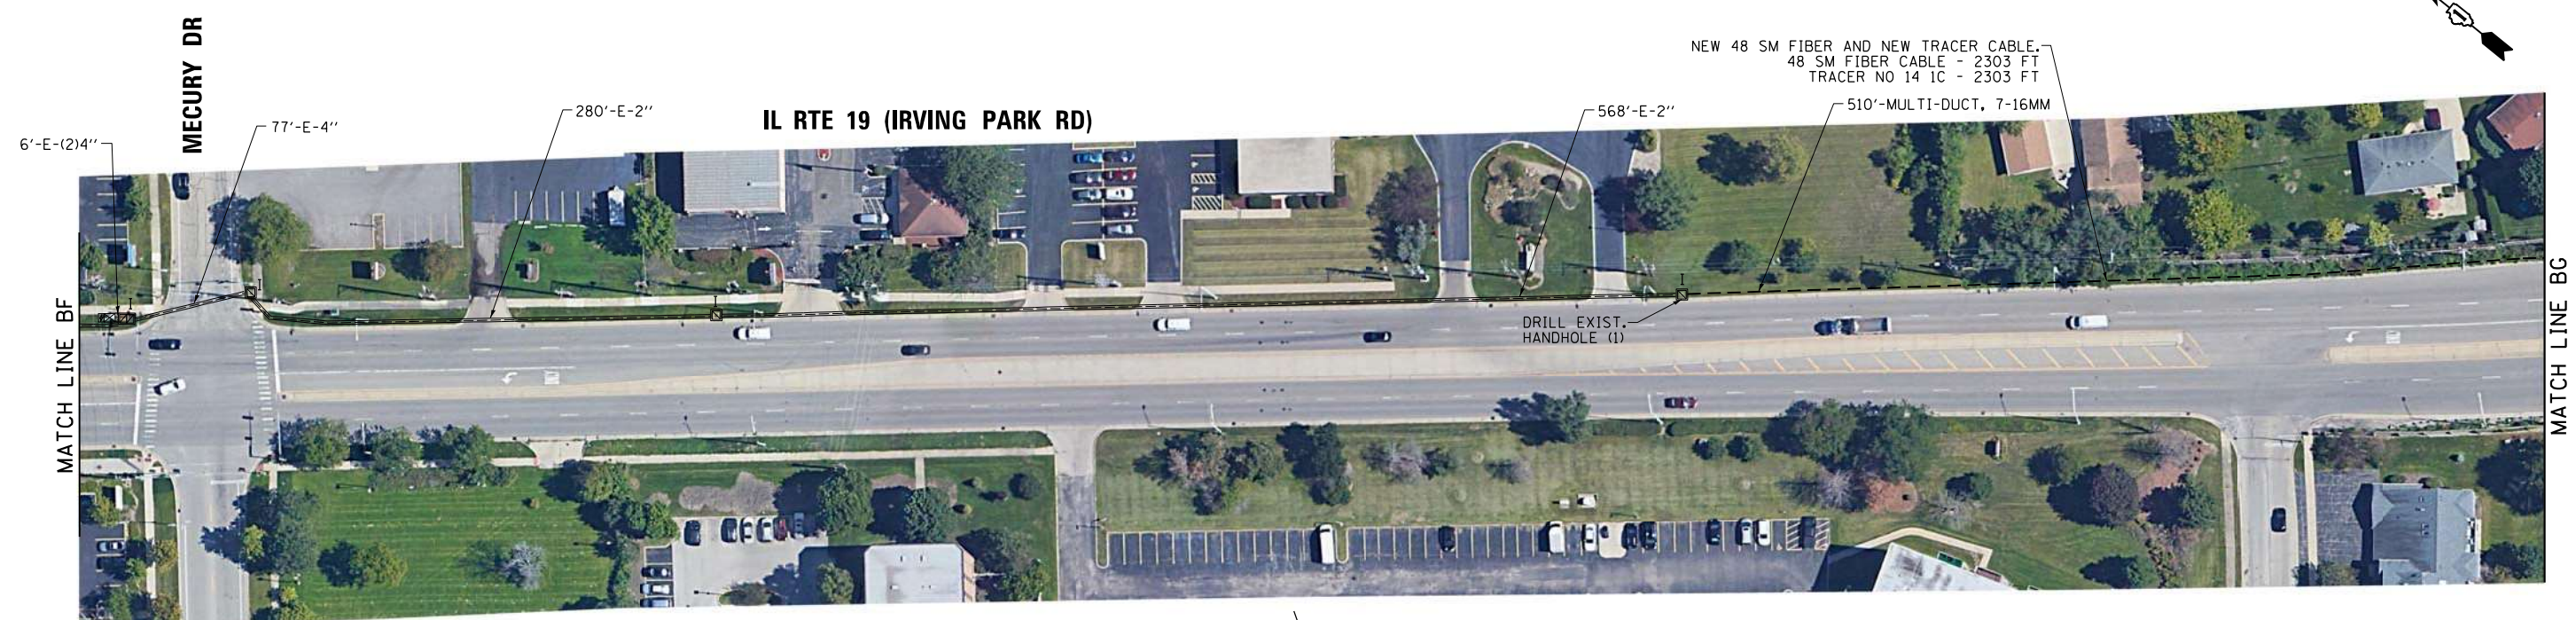 MECURY DR
NEW 48 SM FIBER AND NEW TRACER CABLE.
48 SM FIBER CABLE - 2303 FT
TRACER NO 14 1C - 2303 FT
6'-E-(2)4''
77'-E-4''
280'-E-2''
IL RTE 19 (IRVING PARK RD)
568'-E-2''
510'-MULTI-DUCT, 7-16MM
I
I
I
I
DRILL EXIST.
HANDHOLE (1)
MATCH LINE BF
MATCH LINE BG
ONLY
ONLY